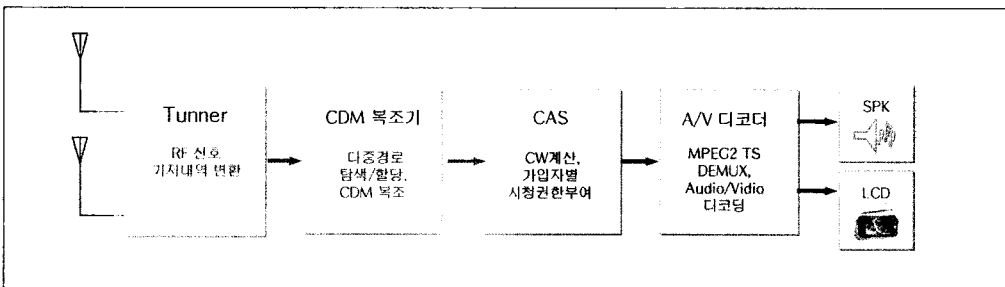 Tunner
RF 신호
기저대역 변환
CDM 복조기
다중경로
탐색/할당,
CDM 복조
CAS
CW계산,
가입자별
시청권한부여
A/V 디코더
MPEG2 TS
DEMUX,
Audio/Vidio
디코딩
SPK
LCD